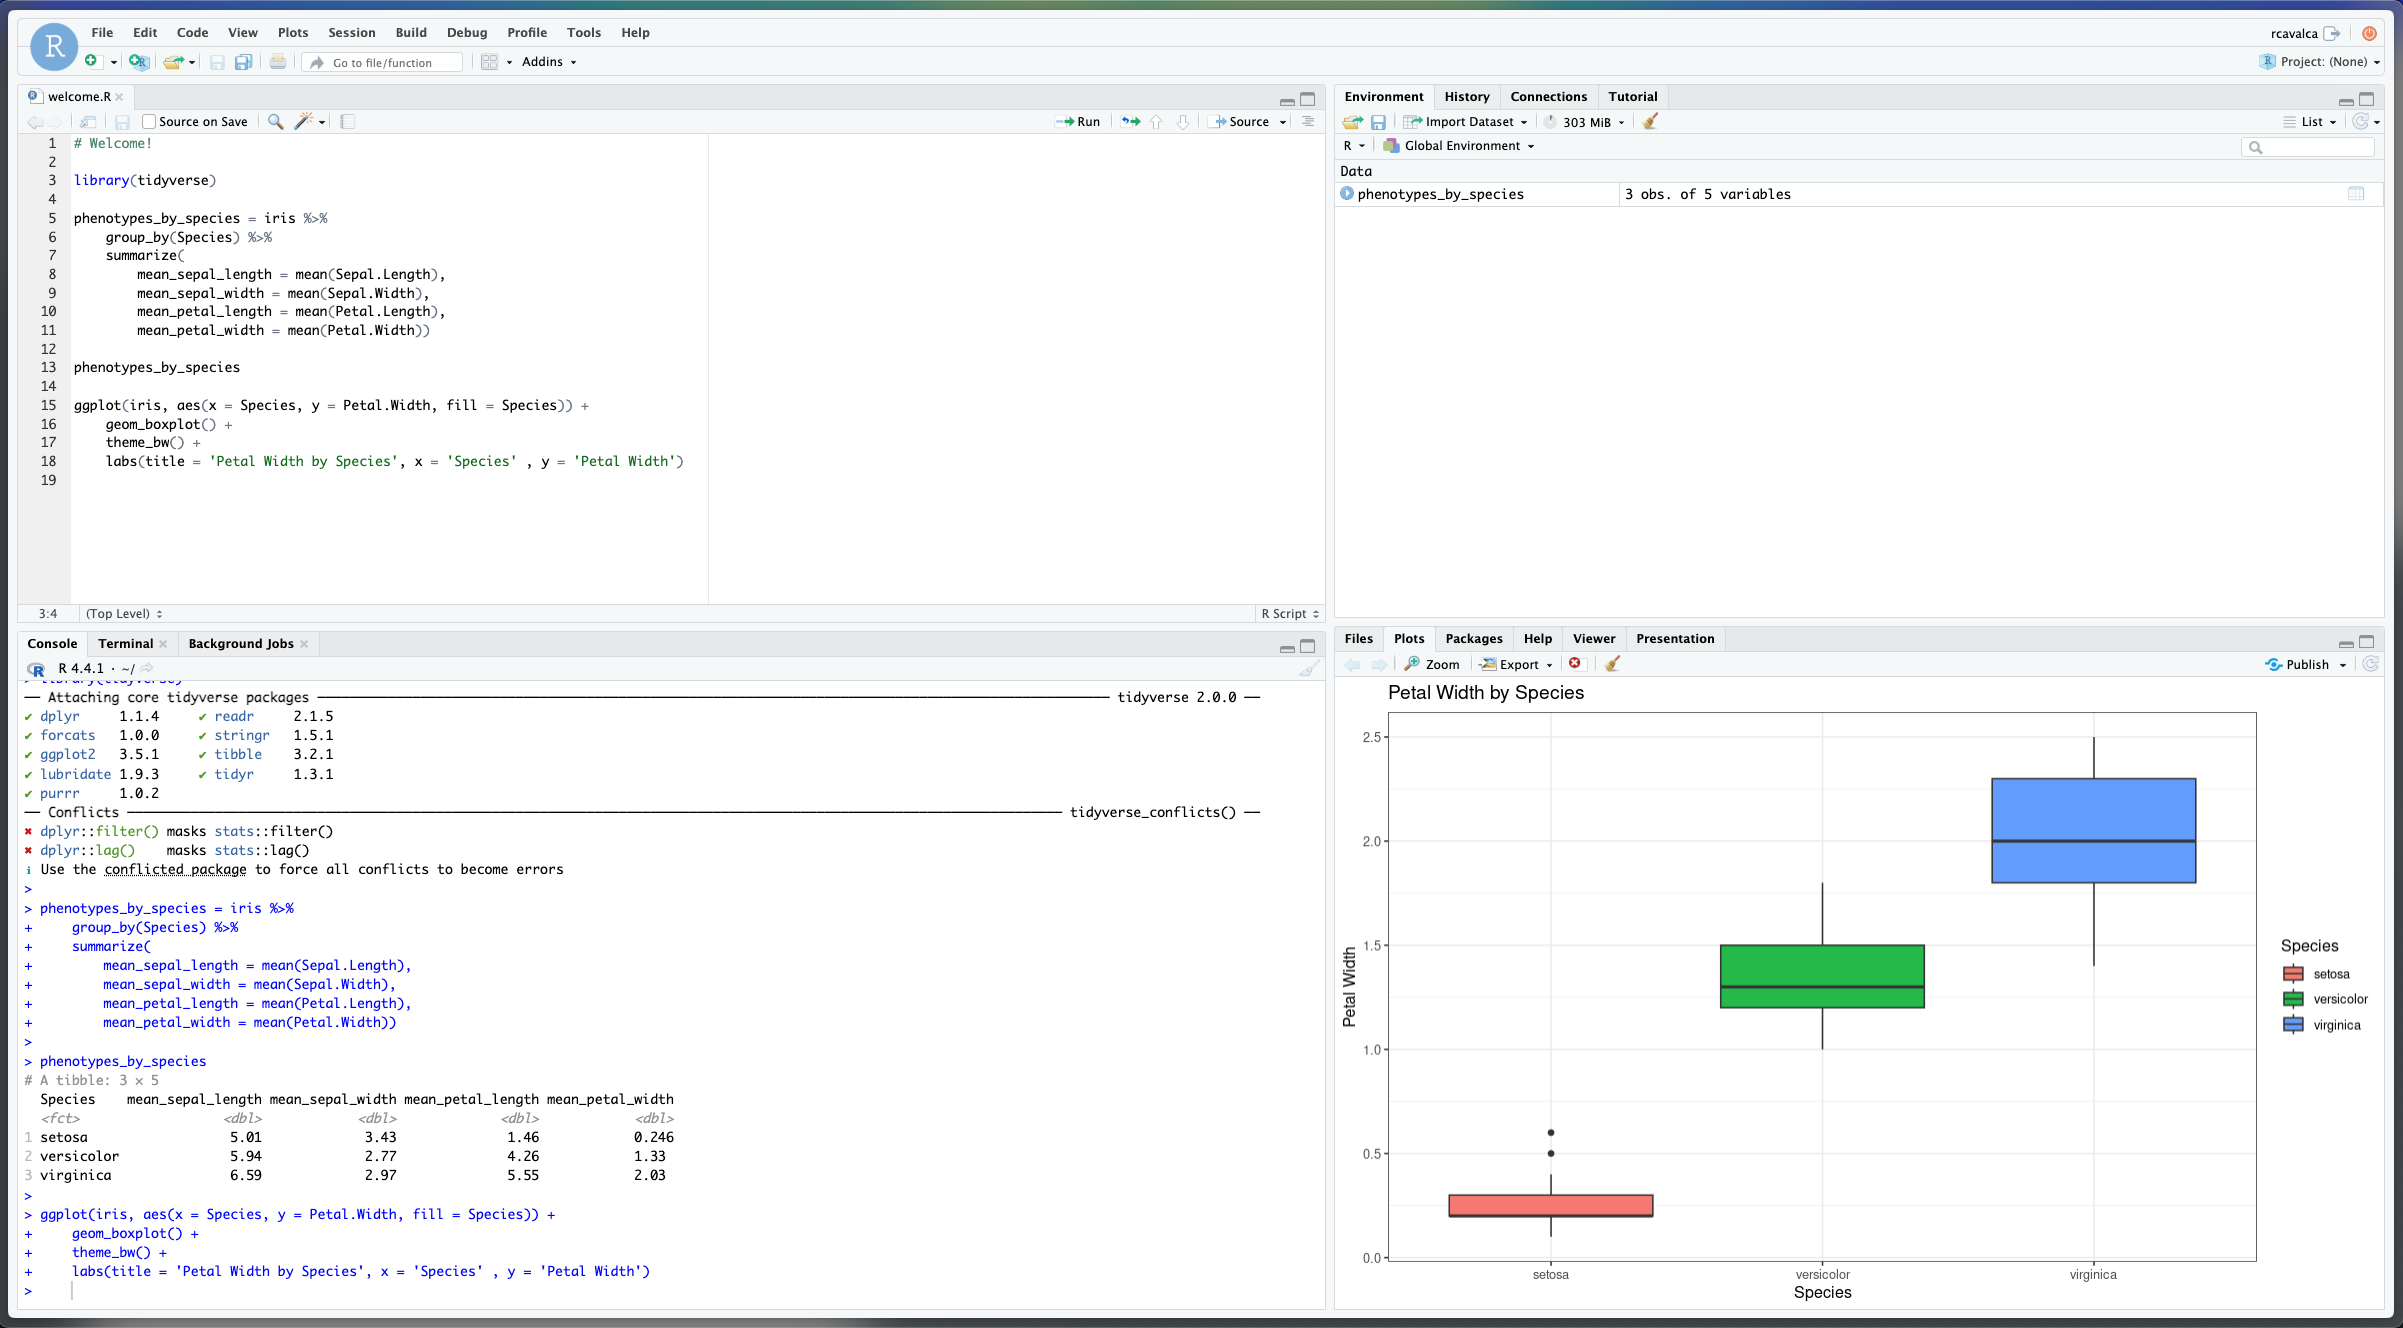 R
File Edit Code View Plots Session Build Debug Profile Tools Help
rcavalca
Go to file/function
Addins
Project: (None)
welcome.R
Source on Save
Run
Source
1 # Welcome!
2
3 library(tidyverse)
4
5 phenotypes_by_species = iris %>%
6     group_by(Species) %>%
7     summarize(
8         mean_sepal_length = mean(Sepal.Length),
9         mean_sepal_width = mean(Sepal.Width),
10         mean_petal_length = mean(Petal.Length),
11         mean_petal_width = mean(Petal.Width))
12
13 phenotypes_by_species
14
15 ggplot(iris, aes(x = Species, y = Petal.Width, fill = Species)) +
16     geom_boxplot() +
17     theme_bw() +
18     labs(title = 'Petal Width by Species', x = 'Species' , y = 'Petal Width')
19
3:4 (Top Level)
R Script
Console Terminal Background Jobs
R 4.4.1 · ~/
> library(tidyverse)
── Attaching core tidyverse packages ── tidyverse 2.0.0 ──
✔ dplyr     1.1.4     ✔ readr     2.1.5
✔ forcats   1.0.0     ✔ stringr   1.5.1
✔ ggplot2   3.5.1     ✔ tibble    3.2.1
✔ lubridate 1.9.3     ✔ tidyr     1.3.1
✔ purrr     1.0.2
── Conflicts ── tidyverse_conflicts() ──
✖ dplyr::filter() masks stats::filter()
✖ dplyr::lag()    masks stats::lag()
ℹ Use the conflicted package to force all conflicts to become errors
>
> phenotypes_by_species = iris %>%
+     group_by(Species) %>%
+     summarize(
+         mean_sepal_length = mean(Sepal.Length),
+         mean_sepal_width = mean(Sepal.Width),
+         mean_petal_length = mean(Petal.Length),
+         mean_petal_width = mean(Petal.Width))
>
> phenotypes_by_species
# A tibble: 3 × 5
  Species    mean_sepal_length mean_sepal_width mean_petal_length mean_petal_width
  <fct>                  <dbl>            <dbl>             <dbl>            <dbl>
1 setosa                  5.01             3.43              1.46            0.246
2 versicolor              5.94             2.77              4.26            1.33
3 virginica               6.59             2.97              5.55            2.03
>
> ggplot(iris, aes(x = Species, y = Petal.Width, fill = Species)) +
+     geom_boxplot() +
+     theme_bw() +
+     labs(title = 'Petal Width by Species', x = 'Species' , y = 'Petal Width')
>
Environment History Connections Tutorial
Import Dataset 303 MiB List
R Global Environment
Data
phenotypes_by_species 3 obs. of 5 variables
Files Plots Packages Help Viewer Presentation
Zoom Export Publish
Petal Width by Species
2.5
2.0
1.5
1.0
0.5
0.0
Petal Width
setosa versicolor virginica
Species
Species
setosa
versicolor
virginica